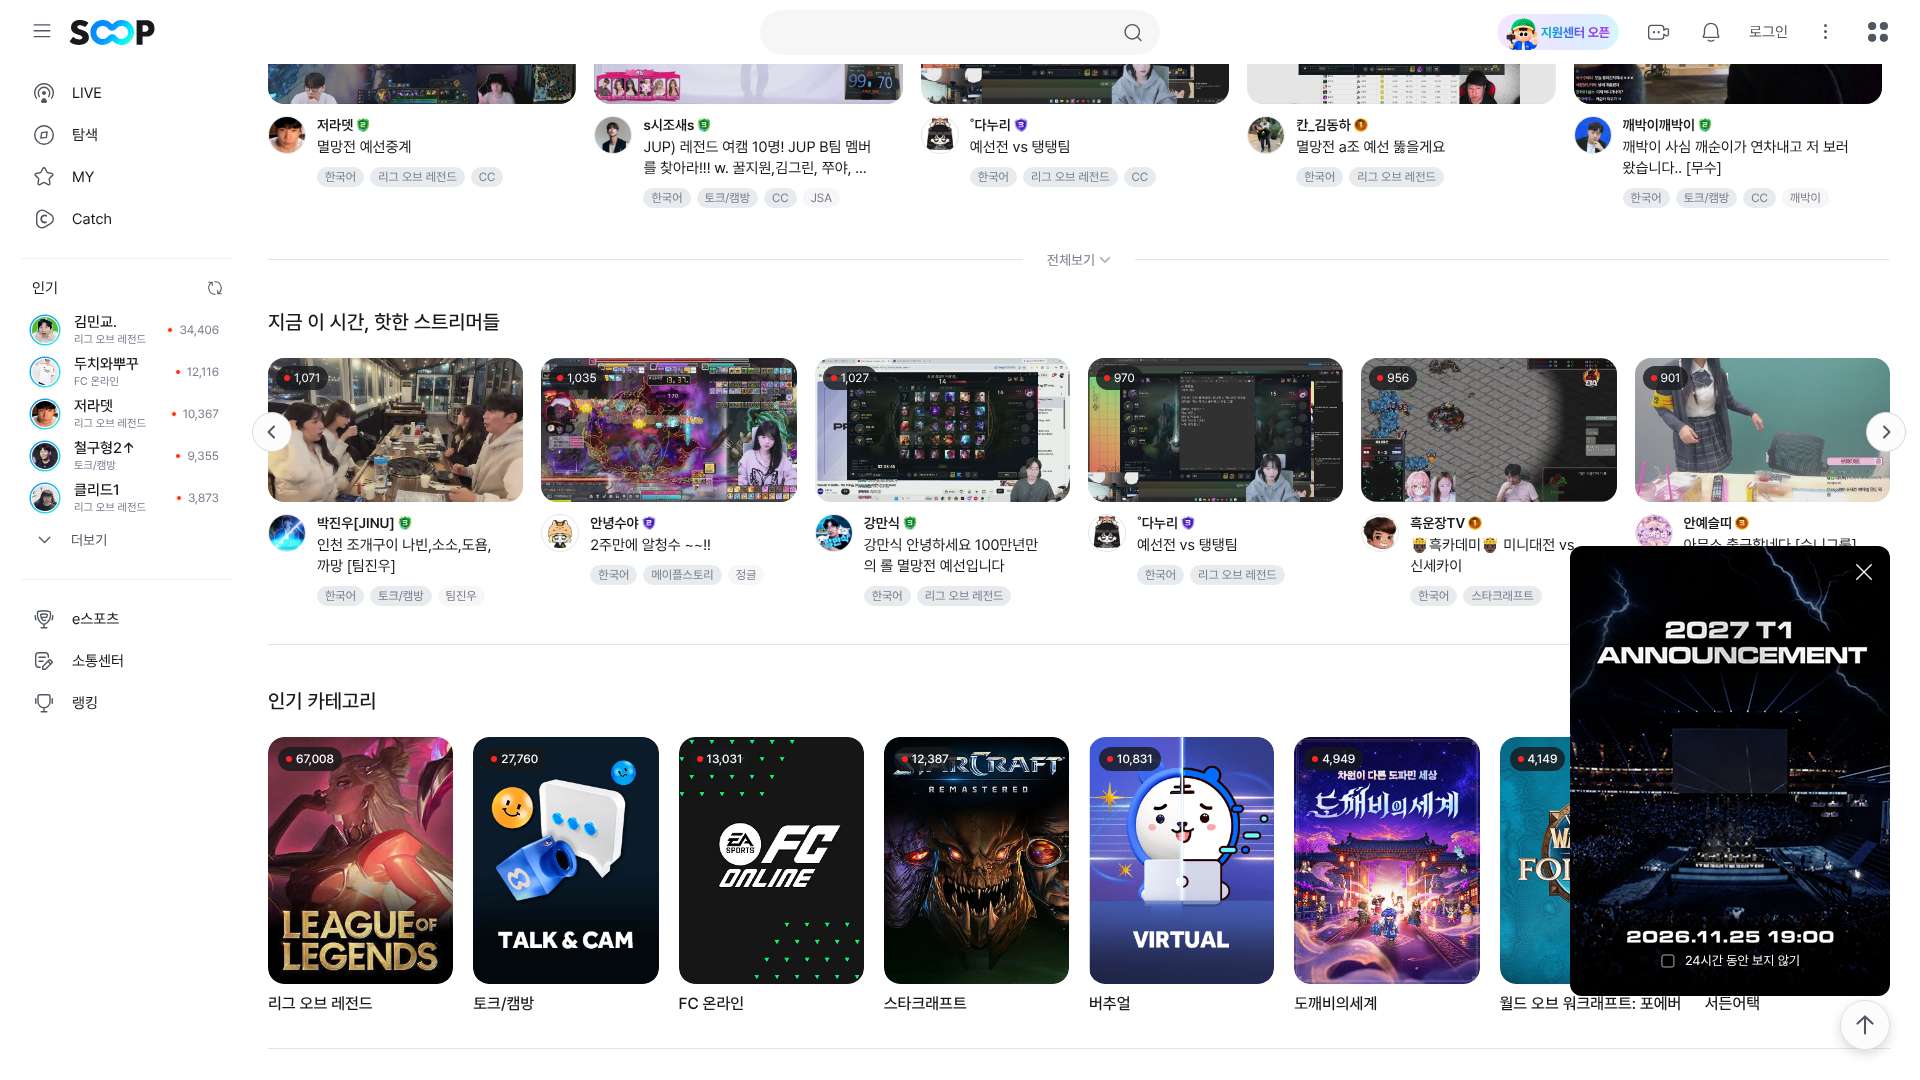 SOOP
지원센터 오픈
로그인
LIVE
탐색
MY
Catch
인기
김민교.
리그 오브 레전드
34,406
두치와뿌꾸
FC 온라인
12,116
저라뎃
리그 오브 레전드
10,367
철구형2↑
토크/캠방
9,355
클리드1
리그 오브 레전드
3,873
더보기
e스포츠
소통센터
랭킹
저라뎃
멸망전 예선중계
한국어 리그 오브 레전드 CC
s시조새s
JUP) 레전드 여캠 10명! JUP B팀 멤버
를 찾아라!!! w. 꿀지원,김그린, 쭈야, ...
한국어 토크/캠방 CC JSA
˚다누리
예선전 vs 탱탱팀
한국어 리그 오브 레전드 CC
칸_김동하
멸망전 a조 예선 뚫을게요
한국어 리그 오브 레전드
깨박이깨박이
깨박이 사심 깨순이가 연차내고 저 보러
왔습니다.. [무수]
한국어 토크/캠방 CC 깨박이
전체보기
지금 이 시간, 핫한 스트리머들
1,071
박진우[JINU]
인천 조개구이 나빈,소소,도욤,
까망 [팀진우]
한국어 토크/캠방 팀진우
1,035
안녕수야
2주만에 알청수 ~~!!
한국어 메이플스토리 정글
1,027
강만식
강만식 안녕하세요 100만년만
의 롤 멸망전 예선입니다
한국어 리그 오브 레전드
970
˚다누리
예선전 vs 탱탱팀
한국어 리그 오브 레전드
956
흑운장TV
흑카데미 미니대전 vs
신세카이
한국어 스타크래프트
901
안예슬띠
2027 T1
ANNOUNCEMENT
2026.11.25 19:00
24시간 동안 보지 않기
인기 카테고리
67,008
LEAGUE OF
LEGENDS
리그 오브 레전드
27,760
TALK & CAM
토크/캠방
13,031
EA
SPORTS
FC
ONLINE
FC 온라인
12,387
STARCRAFT
REMASTERED
스타크래프트
10,831
VIRTUAL
버추얼
4,949
차원이 다른 도파민 세상
도깨비의세계
도깨비의세계
4,149
월드 오브 워크래프트: 포에버
서든어택